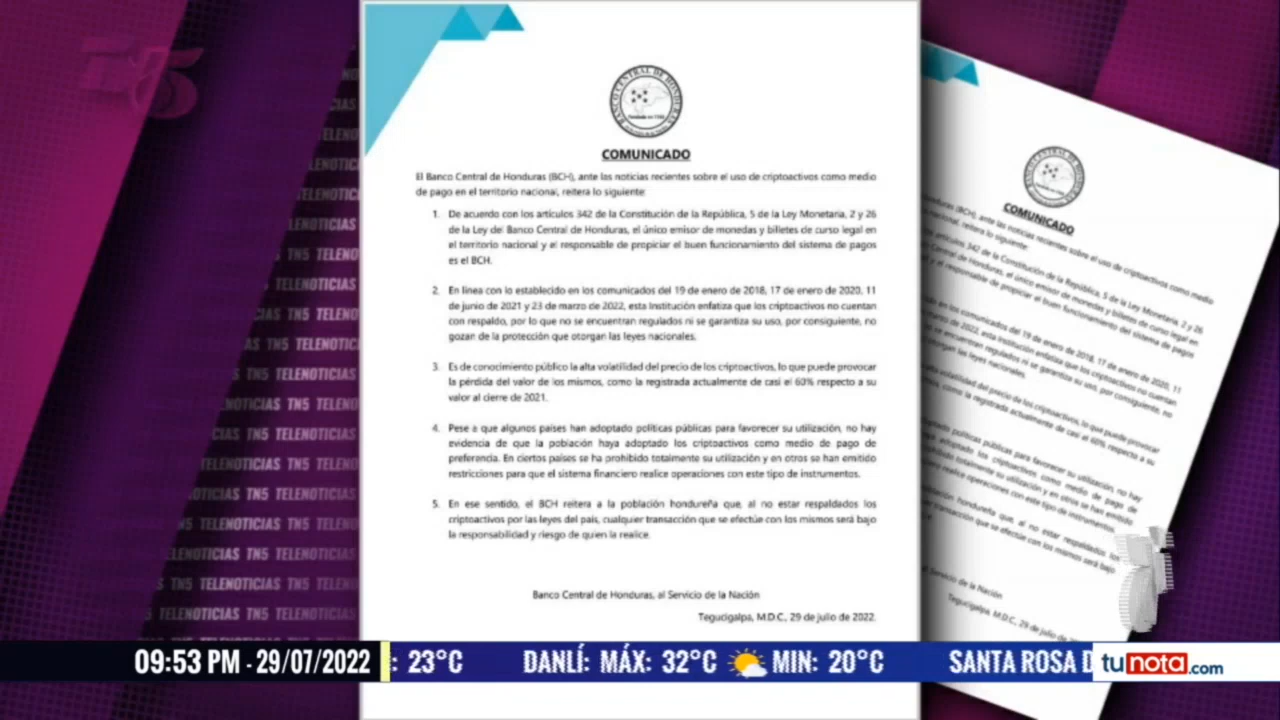 BANCO CENTRAL DE HONDURAS
COMUNICADO
El Banco Central de Honduras (BCH), ante las noticias recientes sobre el uso de criptoactivos como medio
de pago en el territorio nacional, reitera lo siguiente:
1. De acuerdo con los artículos 342 de la Constitución de la República, 5 de la Ley Monetaria, 2 y 26
de la Ley del Banco Central de Honduras, el único emisor de monedas y billetes de curso legal en
el territorio nacional y el responsable de propiciar el buen funcionamiento del sistema de pagos
es el BCH.
2. En línea con lo establecido en los comunicados del 19 de enero de 2018, 17 de enero de 2020, 11
de junio de 2021 y 23 de marzo de 2022, esta Institución enfatiza que los criptoactivos no cuentan
con respaldo, por lo que no se encuentran regulados ni se garantiza su uso, por consiguiente, no
gozan de la protección que otorgan las leyes nacionales.
3. Es de conocimiento público la alta volatilidad del precio de los criptoactivos, lo que puede provocar
la pérdida del valor de los mismos, como la registrada actualmente de casi el 60% respecto a su
valor al cierre de 2021.
4. Pese a que algunos países han adoptado políticas públicas para favorecer su utilización, no hay
evidencia de que la población haya adoptado los criptoactivos como medio de pago de
preferencia. En ciertos países se ha prohibido totalmente su utilización y en otros se han emitido
restricciones para que el sistema financiero realice operaciones con este tipo de instrumentos.
5. En ese sentido, el BCH reitera a la población hondureña que, al no estar respaldados los
criptoactivos por las leyes del país, cualquier transacción que se efectúe con los mismos será bajo
la responsabilidad y riesgo de quien la realice.
Banco Central de Honduras, al Servicio de la Nación
Tegucigalpa, M.D.C., 29 de julio de 2022.
COMUNICADO
TN5 TELENOTICIAS
09:53 PM - 29/07/2022
: 23°C DANLÍ: MÁX: 32°C MIN: 20°C SANTA ROSA D
tunota.com